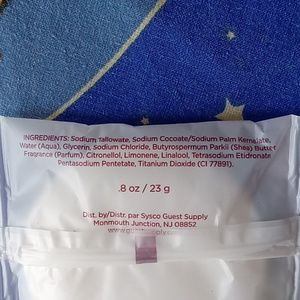 INGREDIENTS: Sodium Tallowate, Sodium Cocoate/Sodium Palm Kernelate,
Water (Aqua), Glycerin, Sodium Chloride, Butyrospermum Parkii (Shea) Butter,
Fragrance (Parfum), Citronellol, Limonene, Linalool, Tetrasodium Etidronate,
Pentasodium Pentetate, Titanium Dioxide (CI 77891).
.8 oz / 23 g
Dist. by/Distr. par Sysco Guest Supply
Monmouth Junction, NJ 08852